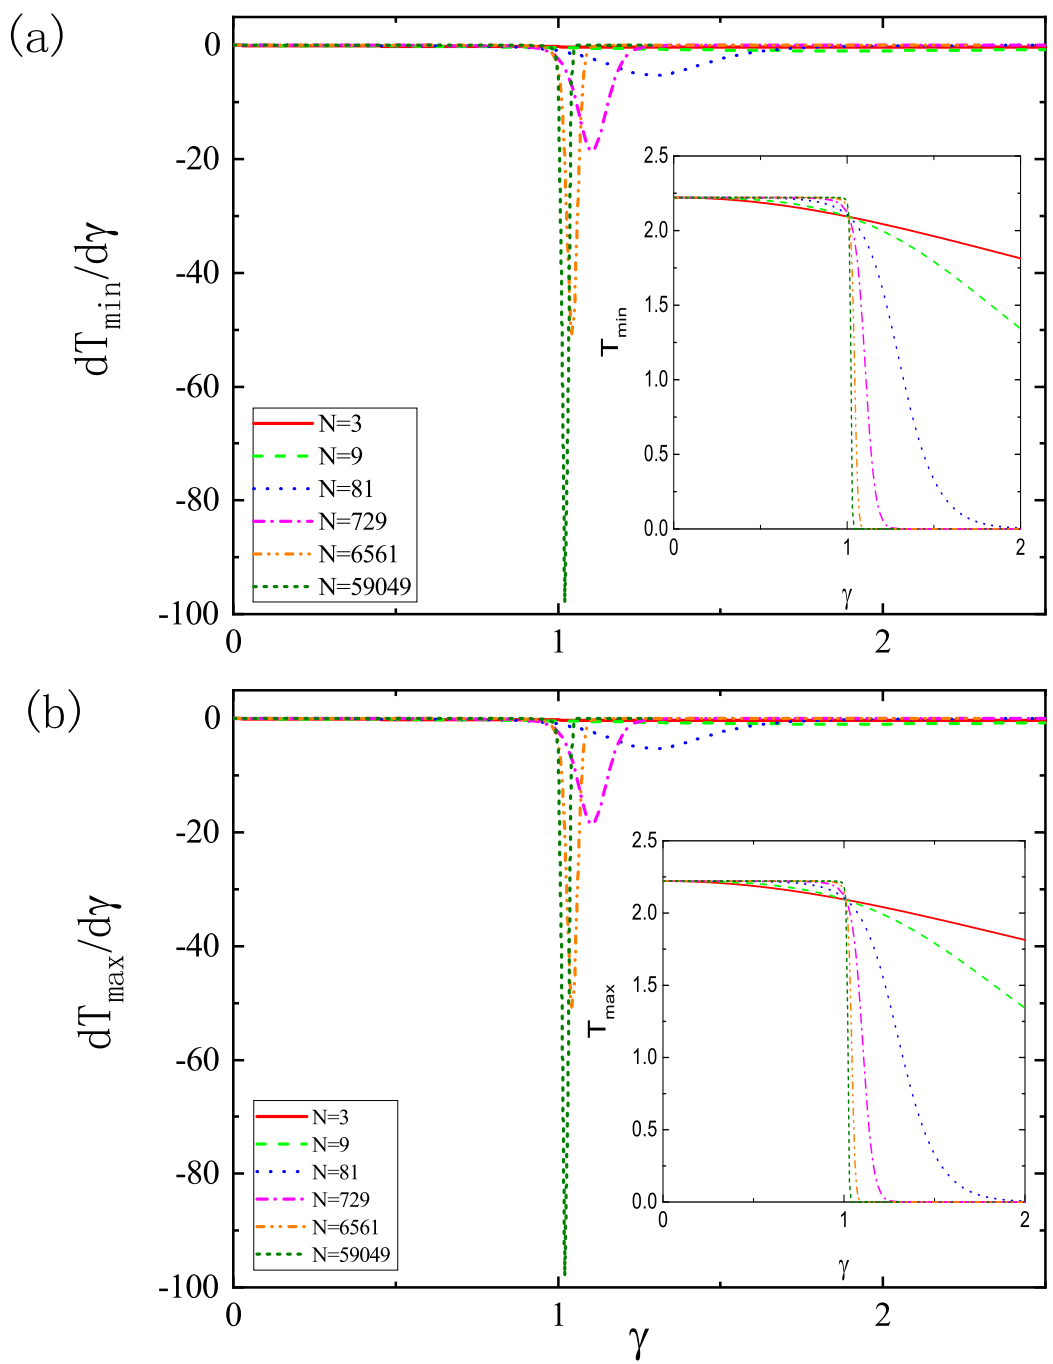 (a)
dT_min/dγ
0
-20
-40
-60
-80
-100
0
1
2
N=3
N=9
N=81
N=729
N=6561
N=59049
T_min
2.5
2.0
1.5
1.0
0.5
0.0
0
1
2
γ
(b)
dT_max/dγ
0
-20
-40
-60
-80
-100
0
1
2
γ
N=3
N=9
N=81
N=729
N=6561
N=59049
T_max
2.5
2.0
1.5
1.0
0.5
0.0
0
1
2
γ